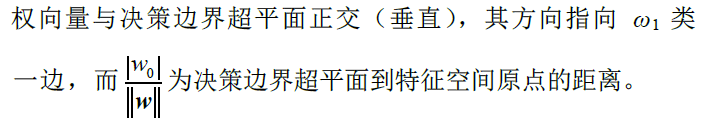 权向量与决策边界超平面正交（垂直），其方向指向 ω₁ 类
一边，而 |w₀|/‖w‖ 为决策边界超平面到特征空间原点的距离。